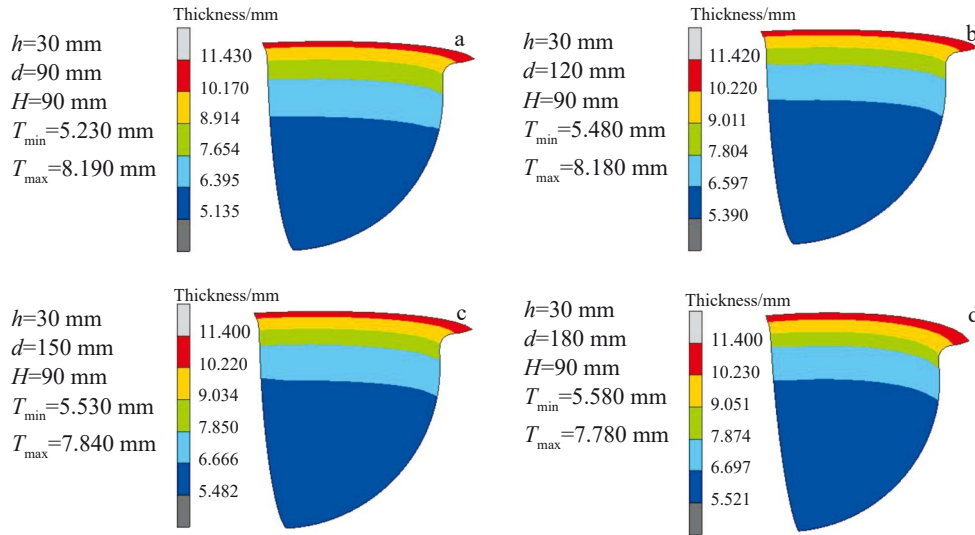 Thickness/mm
a
h=30 mm
d=90 mm
H=90 mm
Tmin=5.230 mm
Tmax=8.190 mm
11.430
10.170
8.914
7.654
6.395
5.135
Thickness/mm
b
h=30 mm
d=120 mm
H=90 mm
Tmin=5.480 mm
Tmax=8.180 mm
11.420
10.220
9.011
7.804
6.597
5.390
Thickness/mm
c
h=30 mm
d=150 mm
H=90 mm
Tmin=5.530 mm
Tmax=7.840 mm
11.400
10.220
9.034
7.850
6.666
5.482
Thickness/mm
d
h=30 mm
d=180 mm
H=90 mm
Tmin=5.580 mm
Tmax=7.780 mm
11.400
10.230
9.051
7.874
6.697
5.521